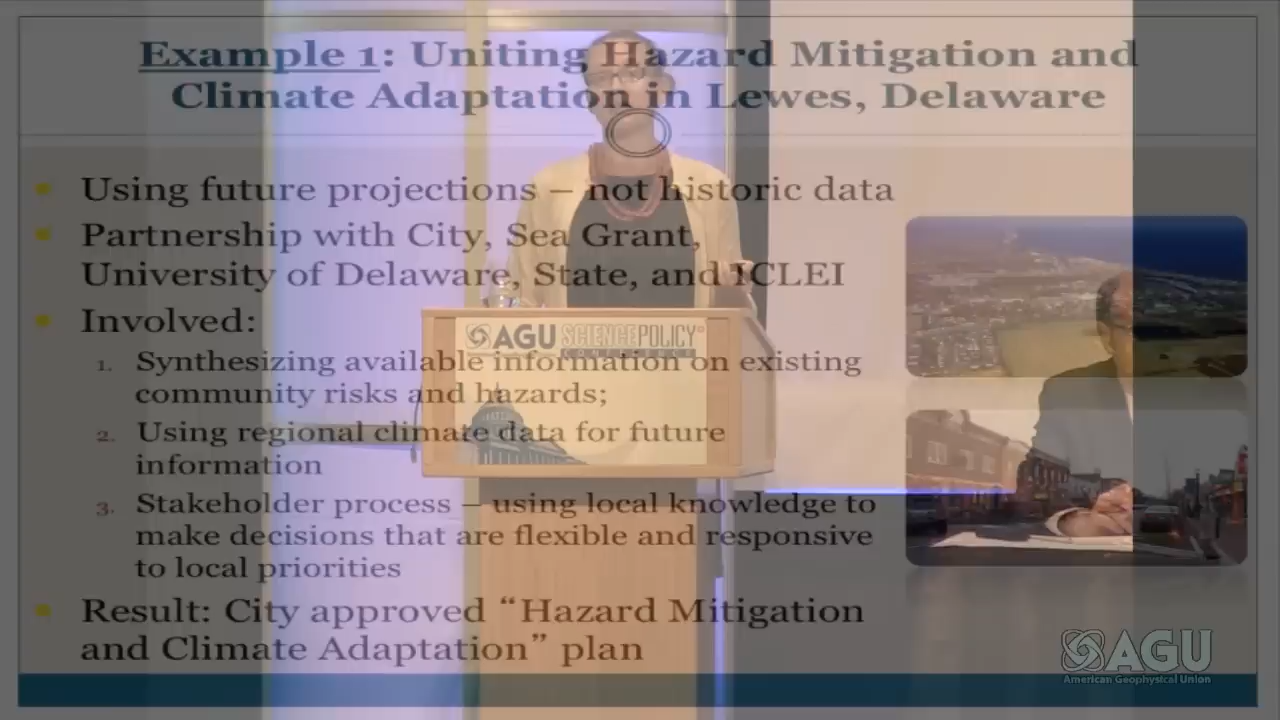 Example 1: Uniting Hazard Mitigation and
Climate Adaptation in Lewes, Delaware
Using future projections – not historic data
Partnership with City, Sea Grant,
University of Delaware, State, and ICLEI
Involved:
1. Synthesizing available information on existing
community risks and hazards;
2. Using regional climate data for future
information
3. Stakeholder process – using local knowledge to
make decisions that are flexible and responsive
to local priorities
Result: City approved “Hazard Mitigation
and Climate Adaptation” plan
AGU SCIENCEPOLICY
CONFERENCE
AGU
American Geophysical Union